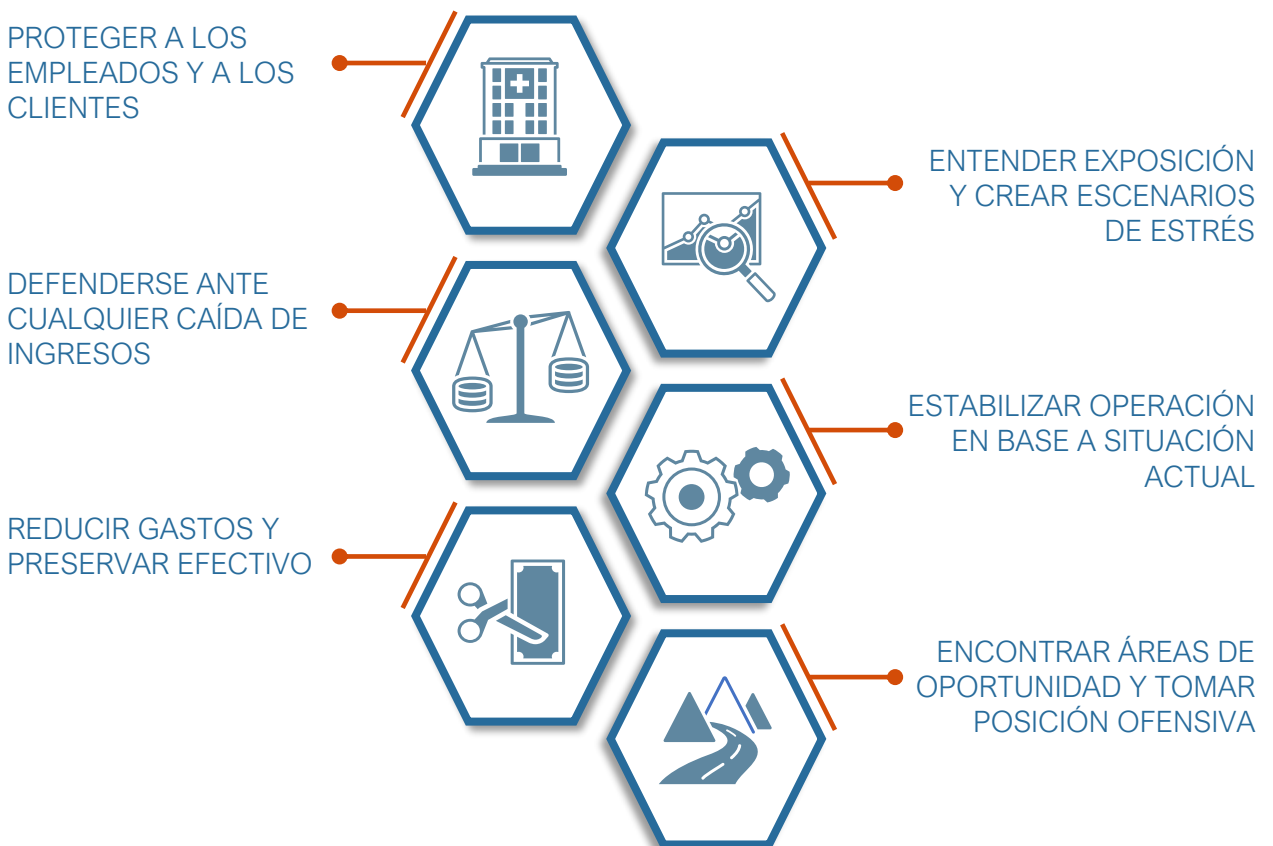 PROTEGER A LOS
EMPLEADOS Y A LOS
CLIENTES
ENTENDER EXPOSICIÓN
Y CREAR ESCENARIOS
DE ESTRÉS
DEFENDERSE ANTE
CUALQUIER CAÍDA DE
INGRESOS
ESTABILIZAR OPERACIÓN
EN BASE A SITUACIÓN
ACTUAL
REDUCIR GASTOS Y
PRESERVAR EFECTIVO
ENCONTRAR ÁREAS DE
OPORTUNIDAD Y TOMAR
POSICIÓN OFENSIVA